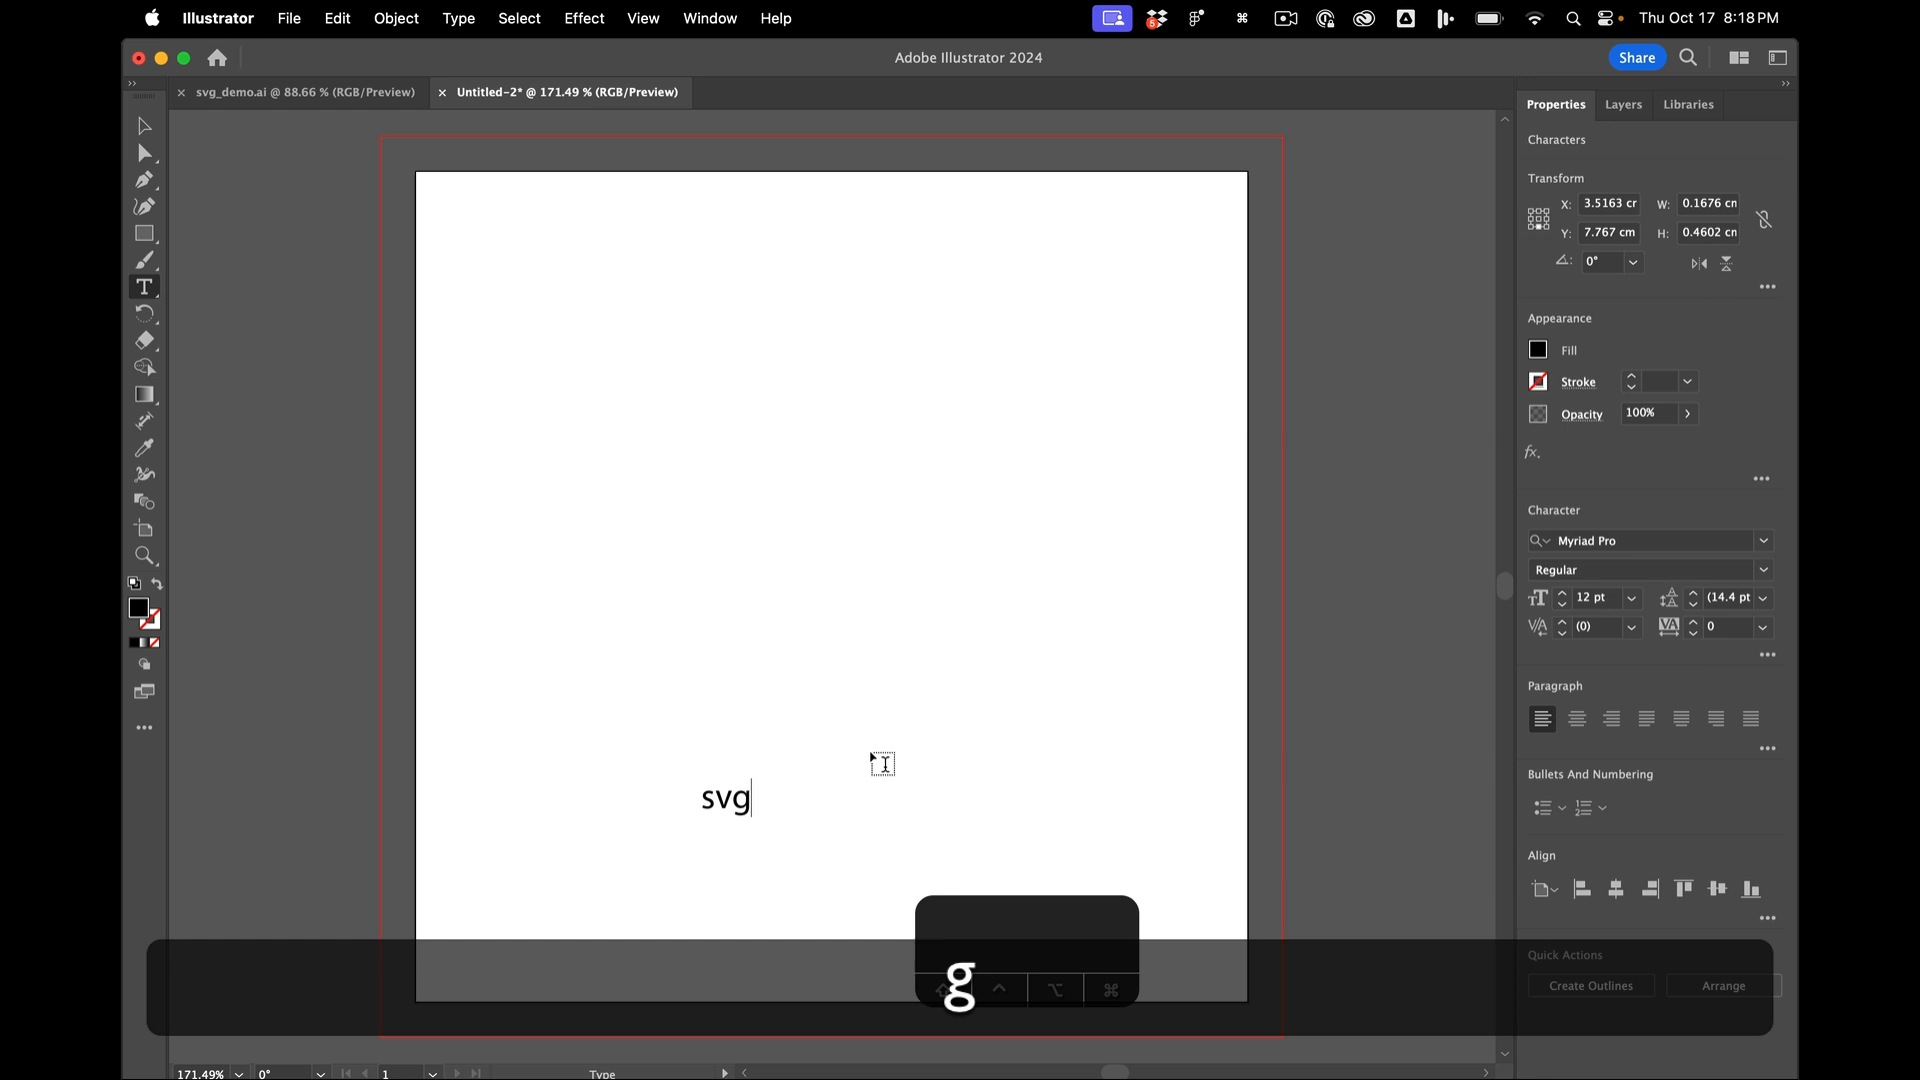 Illustrator File Edit Object Type Select Effect View Window Help
5
Thu Oct 17 8:18 PM
Adobe Illustrator 2024
Share
svg_demo.ai @ 88.66 % (RGB/Preview)
Untitled-2* @ 171.49 % (RGB/Preview)
Properties Layers Libraries
Characters
Transform
X: 3.5163 cr W: 0.1676 cn
Y: 7.767 cm H: 0.4602 cn
0°
Appearance
Fill
Stroke
Opacity 100%
fx.
Character
Myriad Pro
Regular
12 pt (14.4 pt
(0) 0
Paragraph
Bullets And Numbering
Align
svg
g
Quick Actions
Create Outlines Arrange
171.49% 0° 1 Type